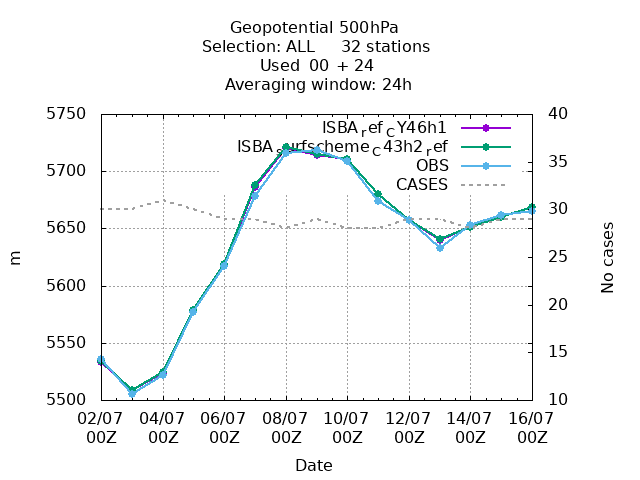 Geopotential 500hPa
Selection: ALL 32 stations
Used 00 + 24
Averaging window: 24h
ISBA_ref_CY46h1
ISBA_surfscheme_C43h2_ref
OBS
CASES
5750
5700
5650
5600
5550
5500
m
40
35
30
25
20
15
10
No cases
02/07 04/07 06/07 08/07 10/07 12/07 14/07 16/07
00Z 00Z 00Z 00Z 00Z 00Z 00Z 00Z
Date